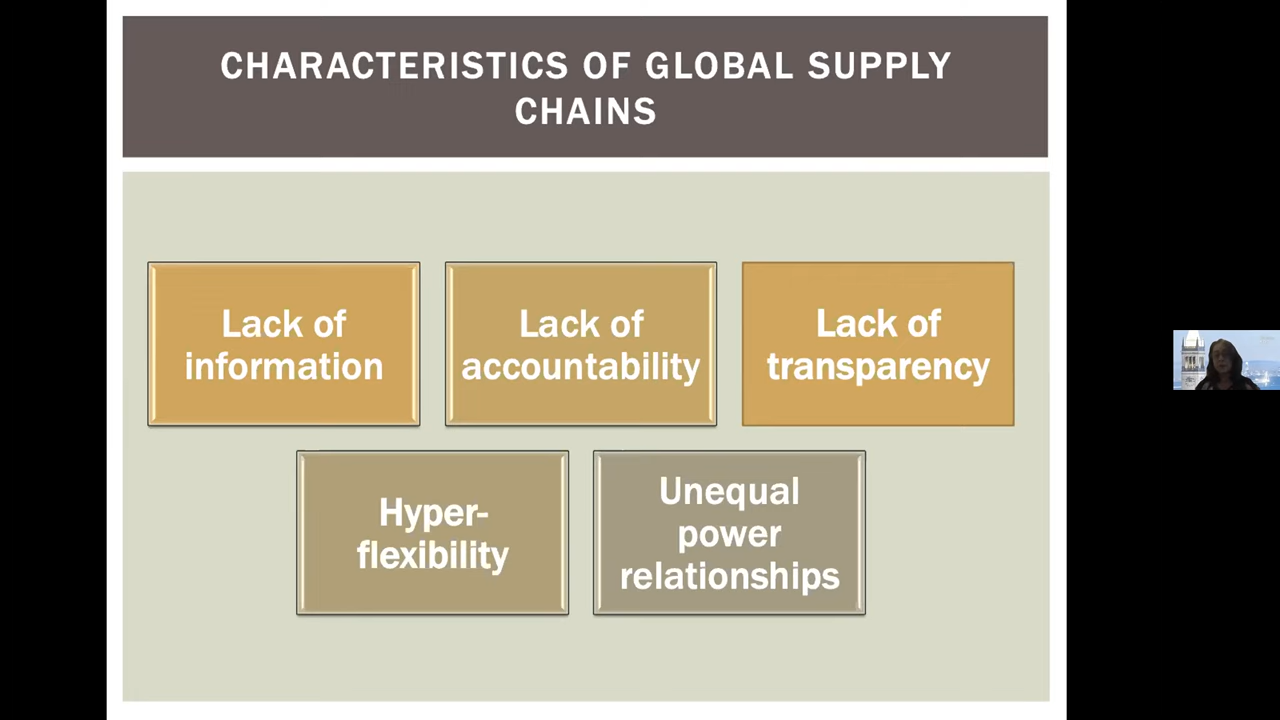 CHARACTERISTICS OF GLOBAL SUPPLY
CHAINS
Lack of
information
Lack of
accountability
Lack of
transparency
Hyper-
flexibility
Unequal
power
relationships